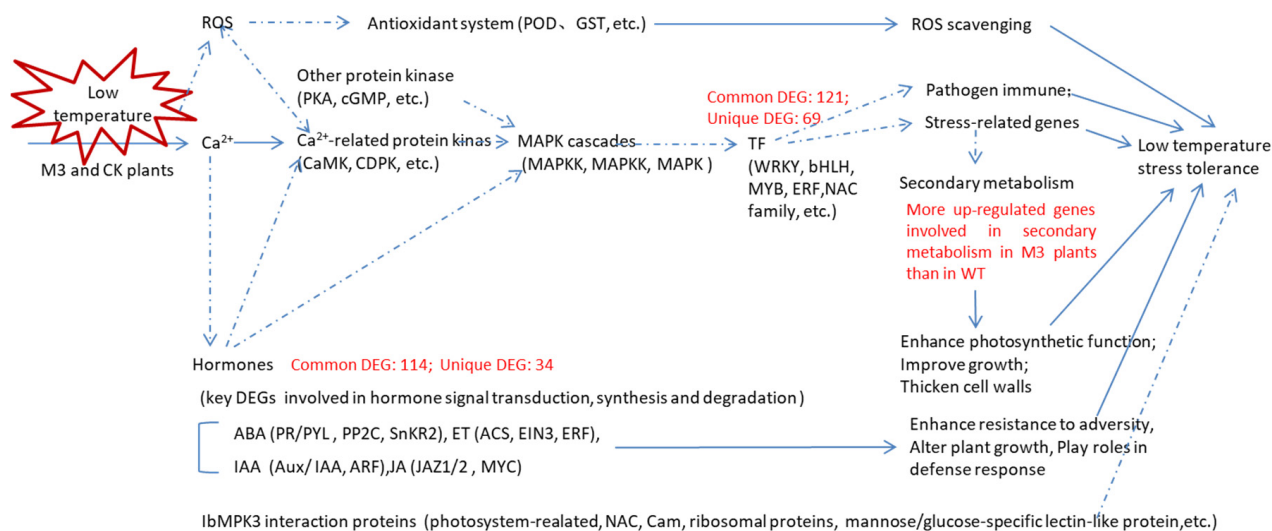 ROS
Antioxidant system (POD、GST, etc.)
ROS scavenging
Low
temperature
Other protein kinase
(PKA, cGMP, etc.)
Common DEG: 121;
Unique DEG: 69
Pathogen immune;
Stress-related genes
Ca2+
Ca2+-related protein kinas
(CaMK, CDPK, etc.)
MAPK cascades
(MAPKK, MAPKK, MAPK )
TF
(WRKY, bHLH,
MYB, ERF,NAC
family, etc.)
Low temperature
stress tolerance
M3 and CK plants
Secondary metabolism
More up-regulated genes
involved in secondary
metabolism in M3 plants
than in WT
Enhance photosynthetic function;
Improve growth;
Thicken cell walls
Hormones
Common DEG: 114; Unique DEG: 34
(key DEGs involved in hormone signal transduction, synthesis and degradation )
ABA (PR/PYL , PP2C, SnKR2), ET (ACS, EIN3, ERF),
IAA (Aux/ IAA, ARF),JA (JAZ1/2 , MYC)
Enhance resistance to adversity,
Alter plant growth, Play roles in
defense response
IbMPK3 interaction proteins (photosystem-realated, NAC, Cam, ribosomal proteins, mannose/glucose-specific lectin-like protein,etc.)